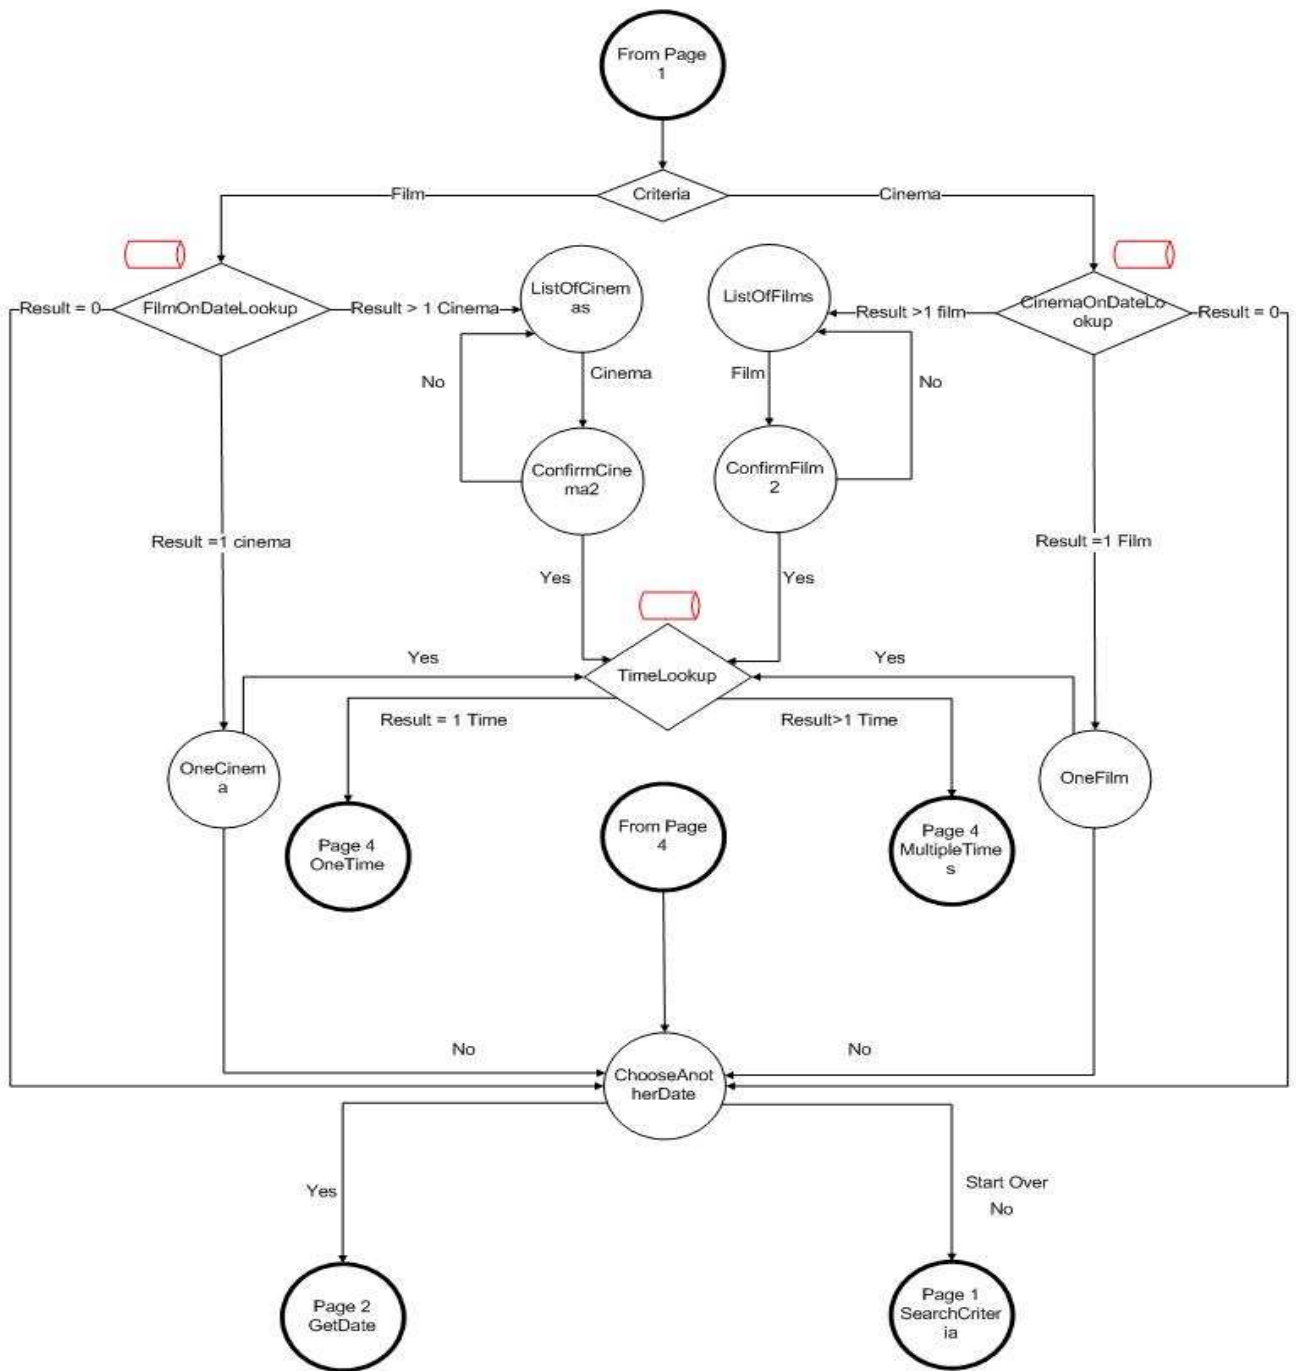 From Page
1
Film
Criteria
Cinema
Result = 0
FilmOnDateLookup
Result > 1 Cinema
ListOfCinem
as
ListOfFilms
Result >1 film
CinemaOnDateLo
okup
Result = 0
No
Cinema
Film
No
ConfirmCine
ma2
ConfirmFilm
2
Result =1 cinema
Result =1 Film
Yes
Yes
Yes
TimeLookup
Yes
Result = 1 Time
Result>1 Time
OneCinem
a
OneFilm
Page 4
OneTime
From Page
4
Page 4
MultipleTime
s
No
No
ChooseAnot
herDate
Yes
Start Over
No
Page 2
GetDate
Page 1
SearchCriter
ia